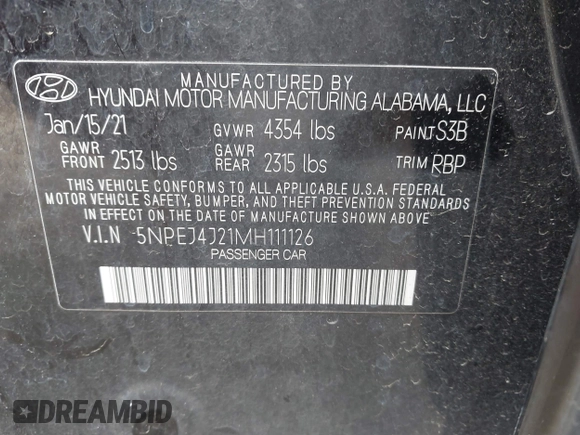 MANUFACTURED BY
HYUNDAI MOTOR MANUFACTURING ALABAMA, LLC
Jan/15/21 GVWR 4354 lbs PAINT S3B
GAWR FRONT 2513 lbs GAWR REAR 2315 lbs TRIM RBP
THIS VEHICLE CONFORMS TO ALL APPLICABLE U.S.A. FEDERAL
MOTOR VEHICLE SAFETY, BUMPER, AND THEFT PREVENTION STANDARDS
IN EFFECT ON THE DATE OF MANUFACTURE SHOWN ABOVE
V.I.N -5NPEJ4J21MH111126
PASSENGER CAR
DREAMBID